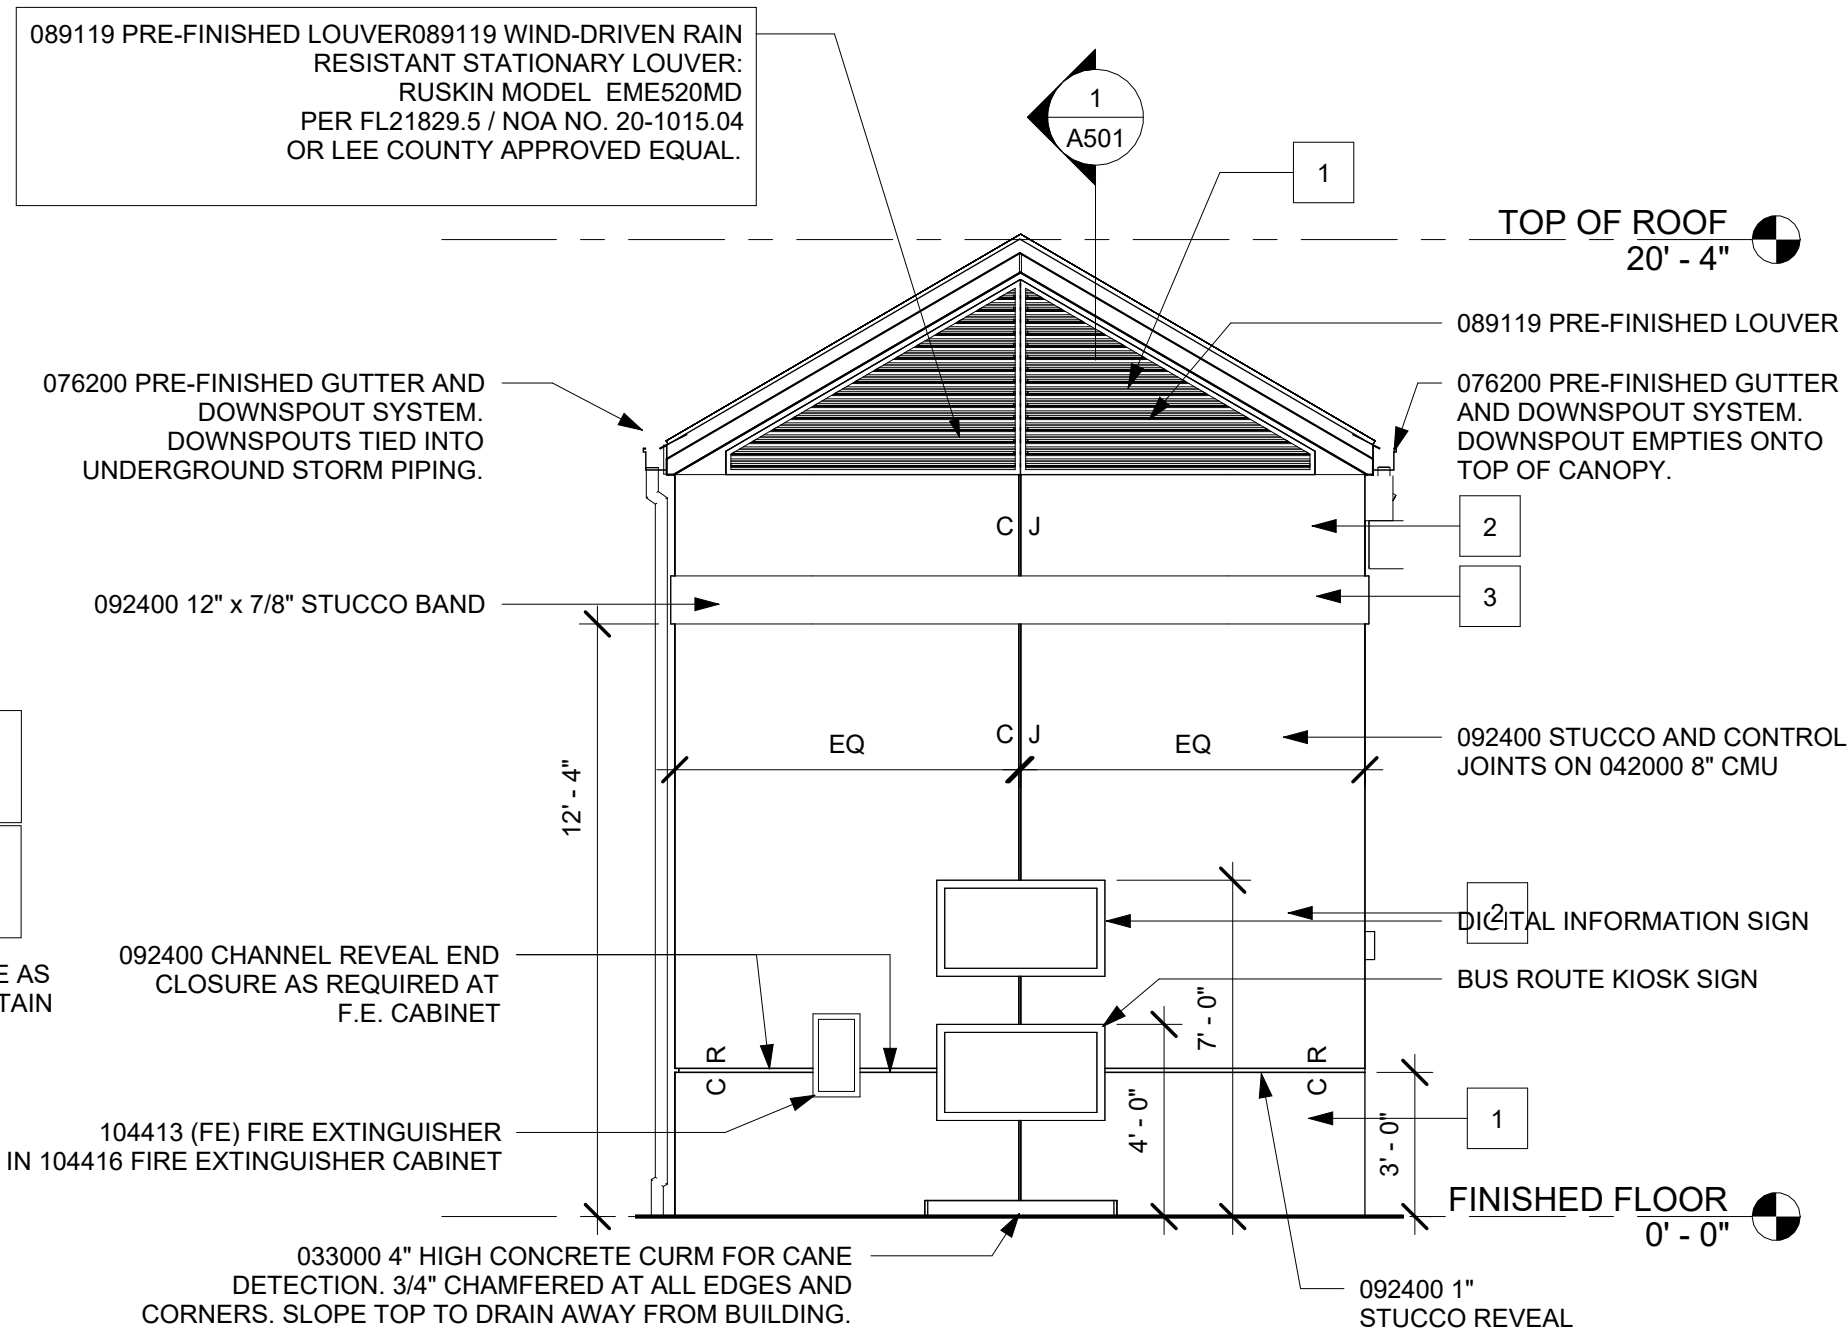 089119 PRE-FINISHED LOUVER089119 WIND-DRIVEN RAIN
RESISTANT STATIONARY LOUVER:
RUSKIN MODEL EME520MD
PER FL21829.5 / NOA NO. 20-1015.04
OR LEE COUNTY APPROVED EQUAL.
1
A501
1
TOP OF ROOF
20' - 4"
089119 PRE-FINISHED LOUVER
076200 PRE-FINISHED GUTTER AND
DOWNSPOUT SYSTEM.
DOWNSPOUTS TIED INTO
UNDERGROUND STORM PIPING.
076200 PRE-FINISHED GUTTER
AND DOWNSPOUT SYSTEM.
DOWNSPOUT EMPTIES ONTO
TOP OF CANOPY.
C J
2
092400 12" x 7/8" STUCCO BAND
3
EQ
C J
EQ
092400 STUCCO AND CONTROL
JOINTS ON 042000 8" CMU
12' - 4"
2
DIGITAL INFORMATION SIGN
E AS
TAIN
092400 CHANNEL REVEAL END
CLOSURE AS REQUIRED AT
F.E. CABINET
BUS ROUTE KIOSK SIGN
7' - 0"
C R
C R
4' - 0"
3' - 0"
1
104413 (FE) FIRE EXTINGUISHER
IN 104416 FIRE EXTINGUISHER CABINET
FINISHED FLOOR
0' - 0"
033000 4" HIGH CONCRETE CURM FOR CANE
DETECTION. 3/4" CHAMFERED AT ALL EDGES AND
CORNERS. SLOPE TOP TO DRAIN AWAY FROM BUILDING.
092400 1"
STUCCO REVEAL